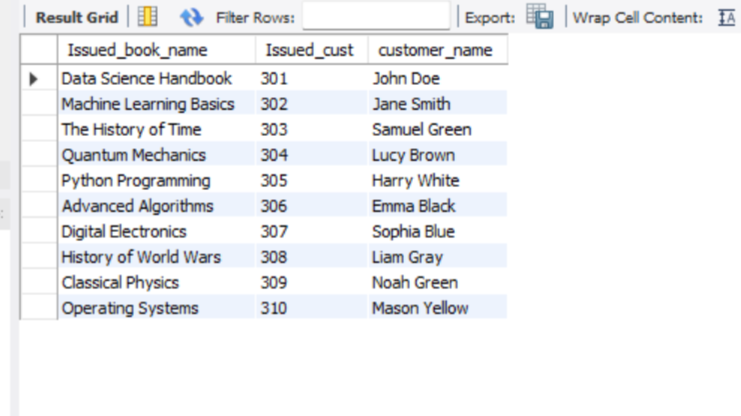 Result Grid Filter Rows: Export: Wrap Cell Content: IA
Issued_book_name Issued_cust customer_name
Data Science Handbook 301 John Doe
Machine Learning Basics 302 Jane Smith
The History of Time 303 Samuel Green
Quantum Mechanics 304 Lucy Brown
Python Programming 305 Harry White
Advanced Algorithms 306 Emma Black
Digital Electronics 307 Sophia Blue
History of World Wars 308 Liam Gray
Classical Physics 309 Noah Green
Operating Systems 310 Mason Yellow